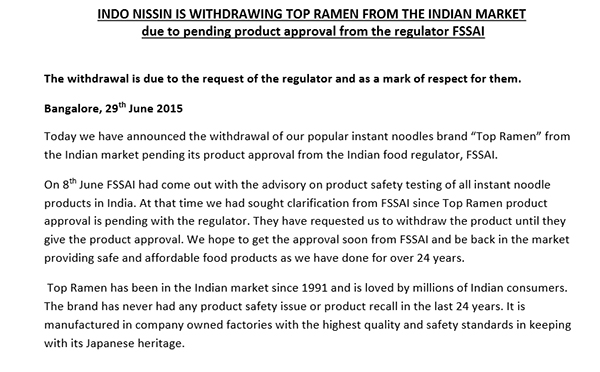 INDO NISSIN IS WITHDRAWING TOP RAMEN FROM THE INDIAN MARKET
due to pending product approval from the regulator FSSAI
The withdrawal is due to the request of the regulator and as a mark of respect for them.
Bangalore, 29th June 2015
Today we have announced the withdrawal of our popular instant noodles brand “Top Ramen” from
the Indian market pending its product approval from the Indian food regulator, FSSAI.
On 8th June FSSAI had come out with the advisory on product safety testing of all instant noodle
products in India. At that time we had sought clarification from FSSAI since Top Ramen product
approval is pending with the regulator. They have requested us to withdraw the product until they
give the product approval. We hope to get the approval soon from FSSAI and be back in the market
providing safe and affordable food products as we have done for over 24 years.
Top Ramen has been in the Indian market since 1991 and is loved by millions of Indian consumers.
The brand has never had any product safety issue or product recall in the last 24 years. It is
manufactured in company owned factories with the highest quality and safety standards in keeping
with its Japanese heritage.